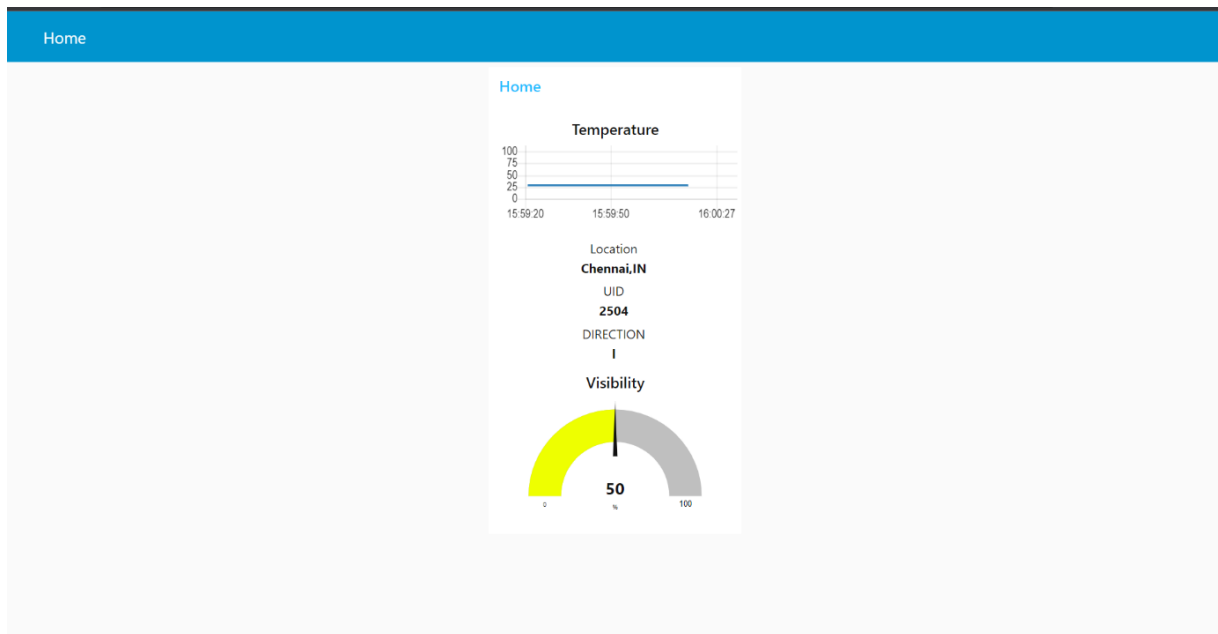 Home
Home
Temperature
100
75
50
25
0
15:59:20 15:59:50 16:00:27
Location
Chennai,IN
UID
2504
DIRECTION
I
Visibility
50
0 % 100